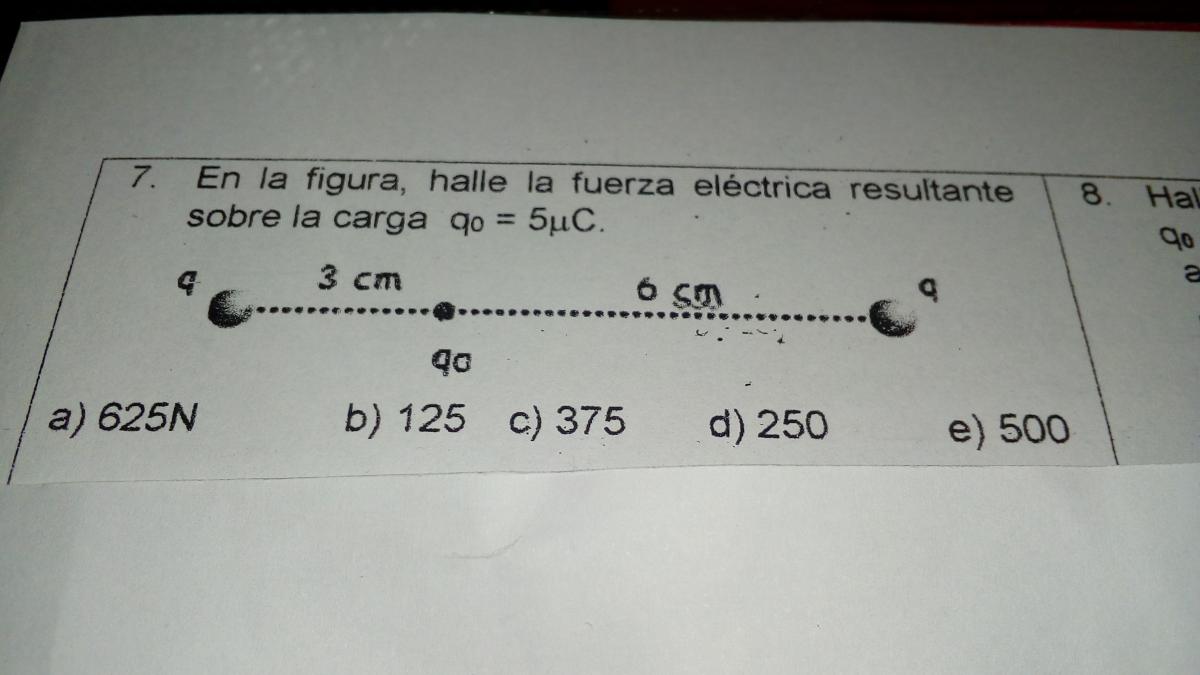 7. En la figura, halle la fuerza eléctrica resultante
sobre la carga q₀ = 5μC.
q 3 cm 6 cm q
q₀
a) 625N b) 125 c) 375 d) 250 e) 500
8. Hal
q₀
a